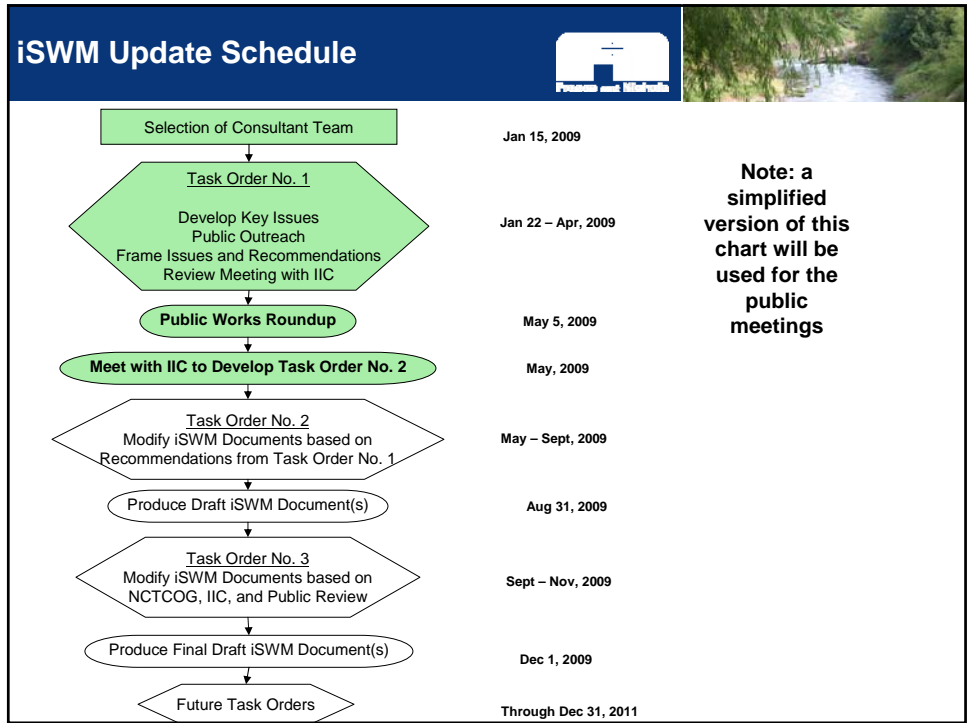 iSWM Update Schedule
Freese and Nichols
Selection of Consultant Team
Jan 15, 2009
Task Order No. 1
Develop Key Issues
Public Outreach
Frame Issues and Recommendations
Review Meeting with IIC
Jan 22 – Apr, 2009
Note: a
simplified
version of this
chart will be
used for the
public
meetings
Public Works Roundup
May 5, 2009
Meet with IIC to Develop Task Order No. 2
May, 2009
Task Order No. 2
Modify iSWM Documents based on
Recommendations from Task Order No. 1
May – Sept, 2009
Produce Draft iSWM Document(s)
Aug 31, 2009
Task Order No. 3
Modify iSWM Documents based on
NCTCOG, IIC, and Public Review
Sept – Nov, 2009
Produce Final Draft iSWM Document(s)
Dec 1, 2009
Future Task Orders
Through Dec 31, 2011